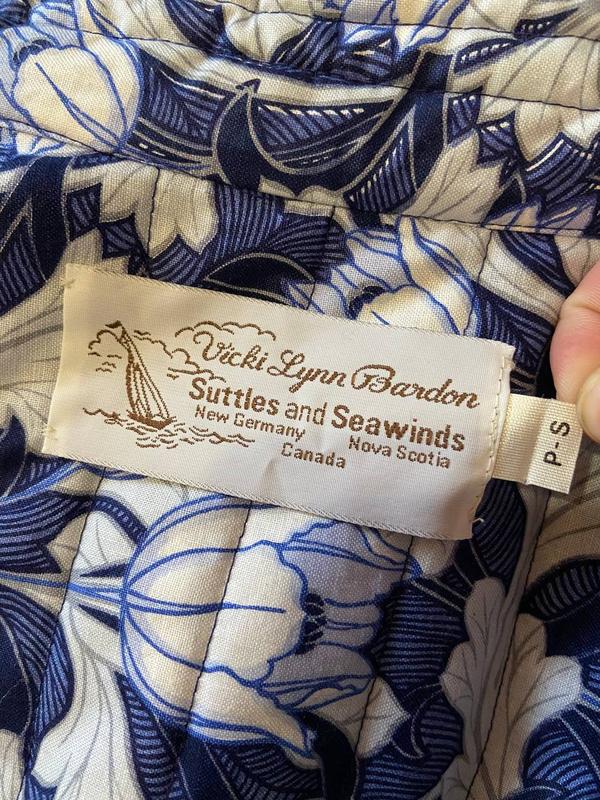 Vicki Lynn Bardon
Suttles and Seawinds
New Germany Nova Scotia
Canada
P-S